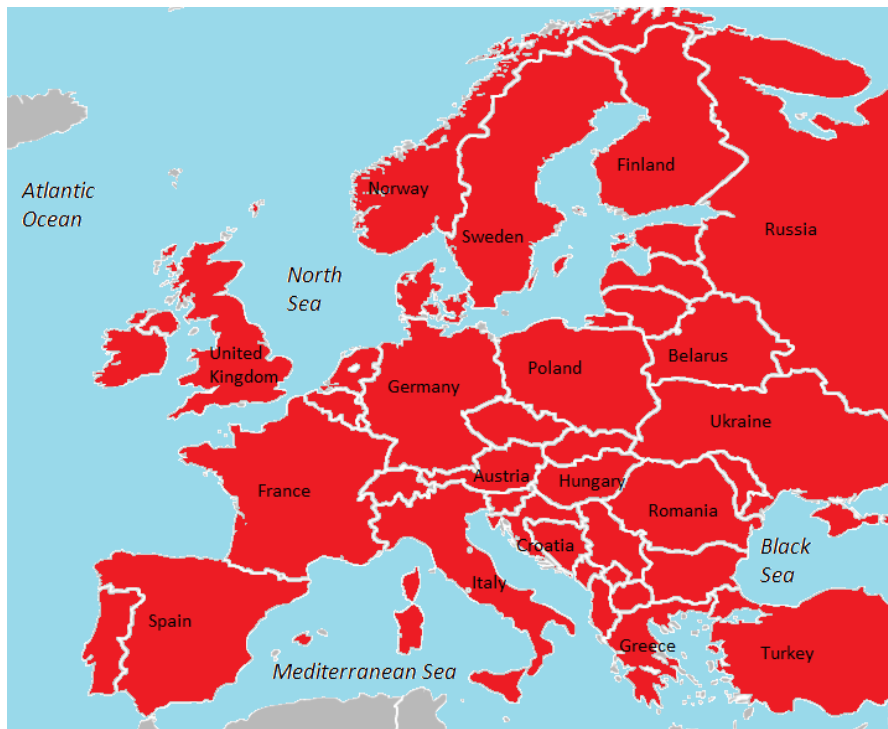 Finland
Norway
Atlantic
Ocean
Russia
Sweden
North
Sea
United
Kingdom
Belarus
Poland
Germany
Ukraine
Austria
Hungary
France
Romania
Croatia
Black
Sea
Italy
Spain
Greece
Turkey
Mediterranean Sea